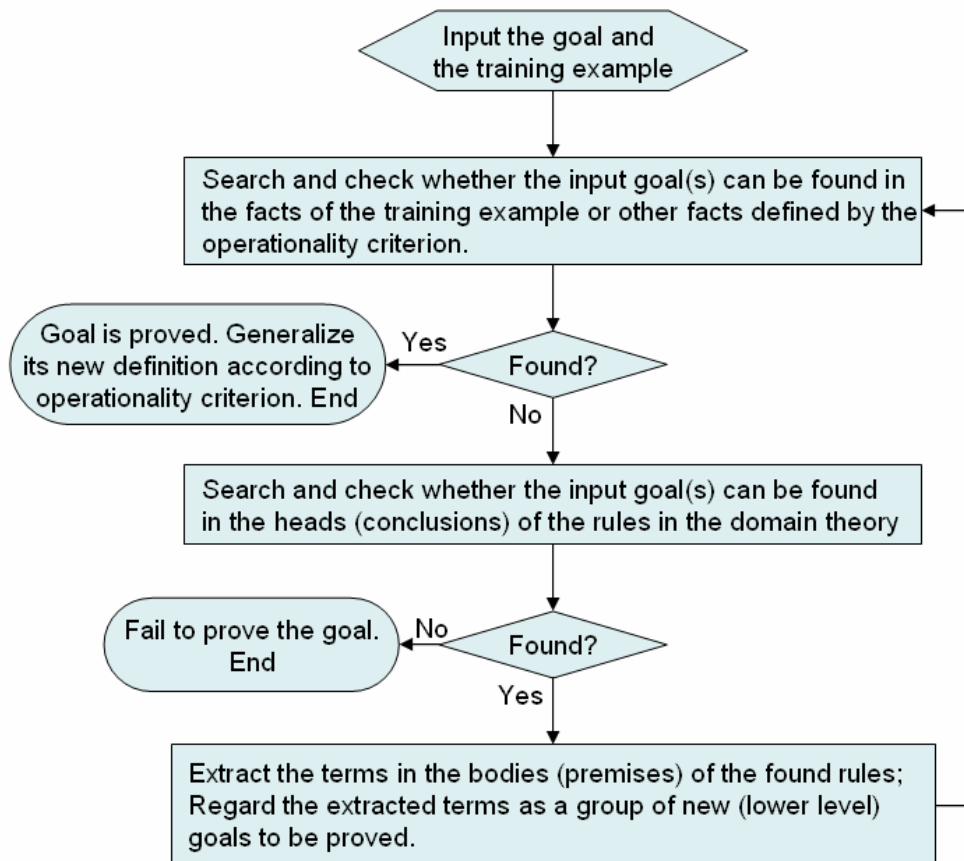 Input the goal and
the training example
Search and check whether the input goal(s) can be found in
the facts of the training example or other facts defined by the
operationality criterion.
Goal is proved. Generalize
its new definition according to
operationality criterion. End
Yes
Found?
No
Search and check whether the input goal(s) can be found
in the heads (conclusions) of the rules in the domain theory
Fail to prove the goal.
End
No
Found?
Yes
Extract the terms in the bodies (premises) of the found rules;
Regard the extracted terms as a group of new (lower level)
goals to be proved.